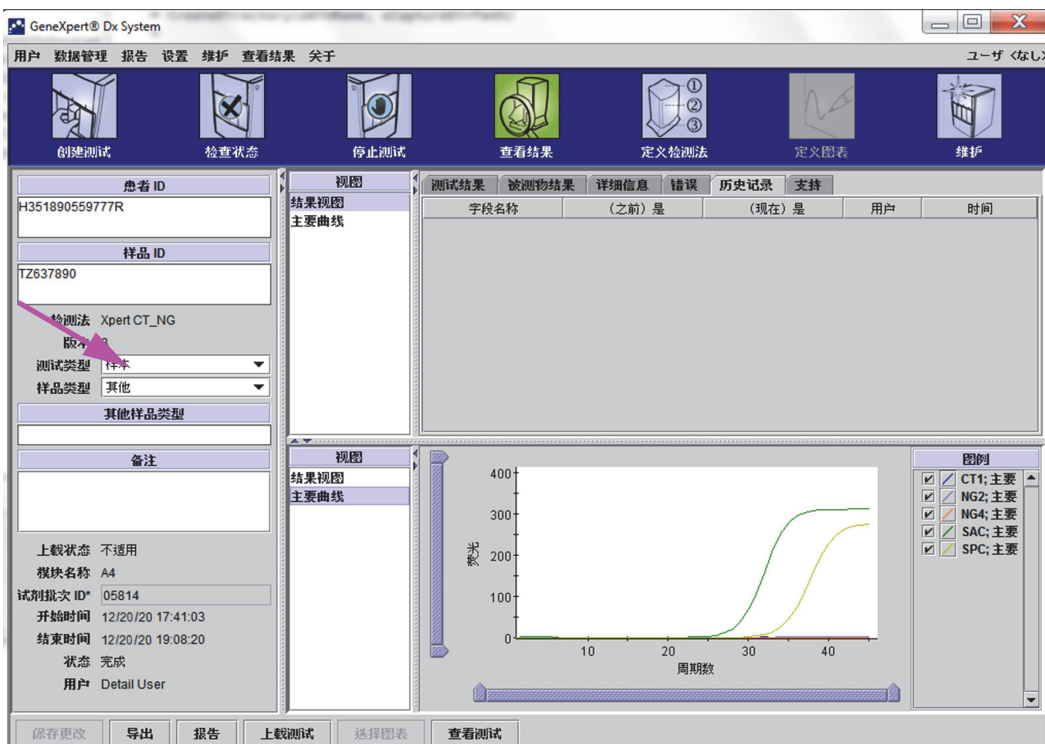 GeneXpert® Dx System
用户 数据管理 报告 设置 维护 查看结果 关于
ユーザ <なし>
创建测试 检查状态 停止测试 查看结果 定义检测法 定义图表 维护
① ② ③
患者 ID
H351890559777R
样品 ID
TZ637890
检测法 Xpert CT_NG
版本 3
测试类型 样本
样品类型 其他
其他样品类型
备注
上载状态 不适用
模块名称 A4
试剂批次 ID* 05814
开始时间 12/20/20 17:41:03
结束时间 12/20/20 19:08:20
状态 完成
用户 Detail User
视图
结果视图
主要曲线
测试结果 被测物结果 详细信息 错误 历史记录 支持
字段名称 (之前) 是 (现在) 是 用户 时间
视图
结果视图
主要曲线
荧光
400
300
200
100
0
10 20 30 40
周期数
图例
CT1; 主要
NG2; 主要
NG4; 主要
SAC; 主要
SPC; 主要
保存更改 导出 报告 上载测试 选择图表 查看测试